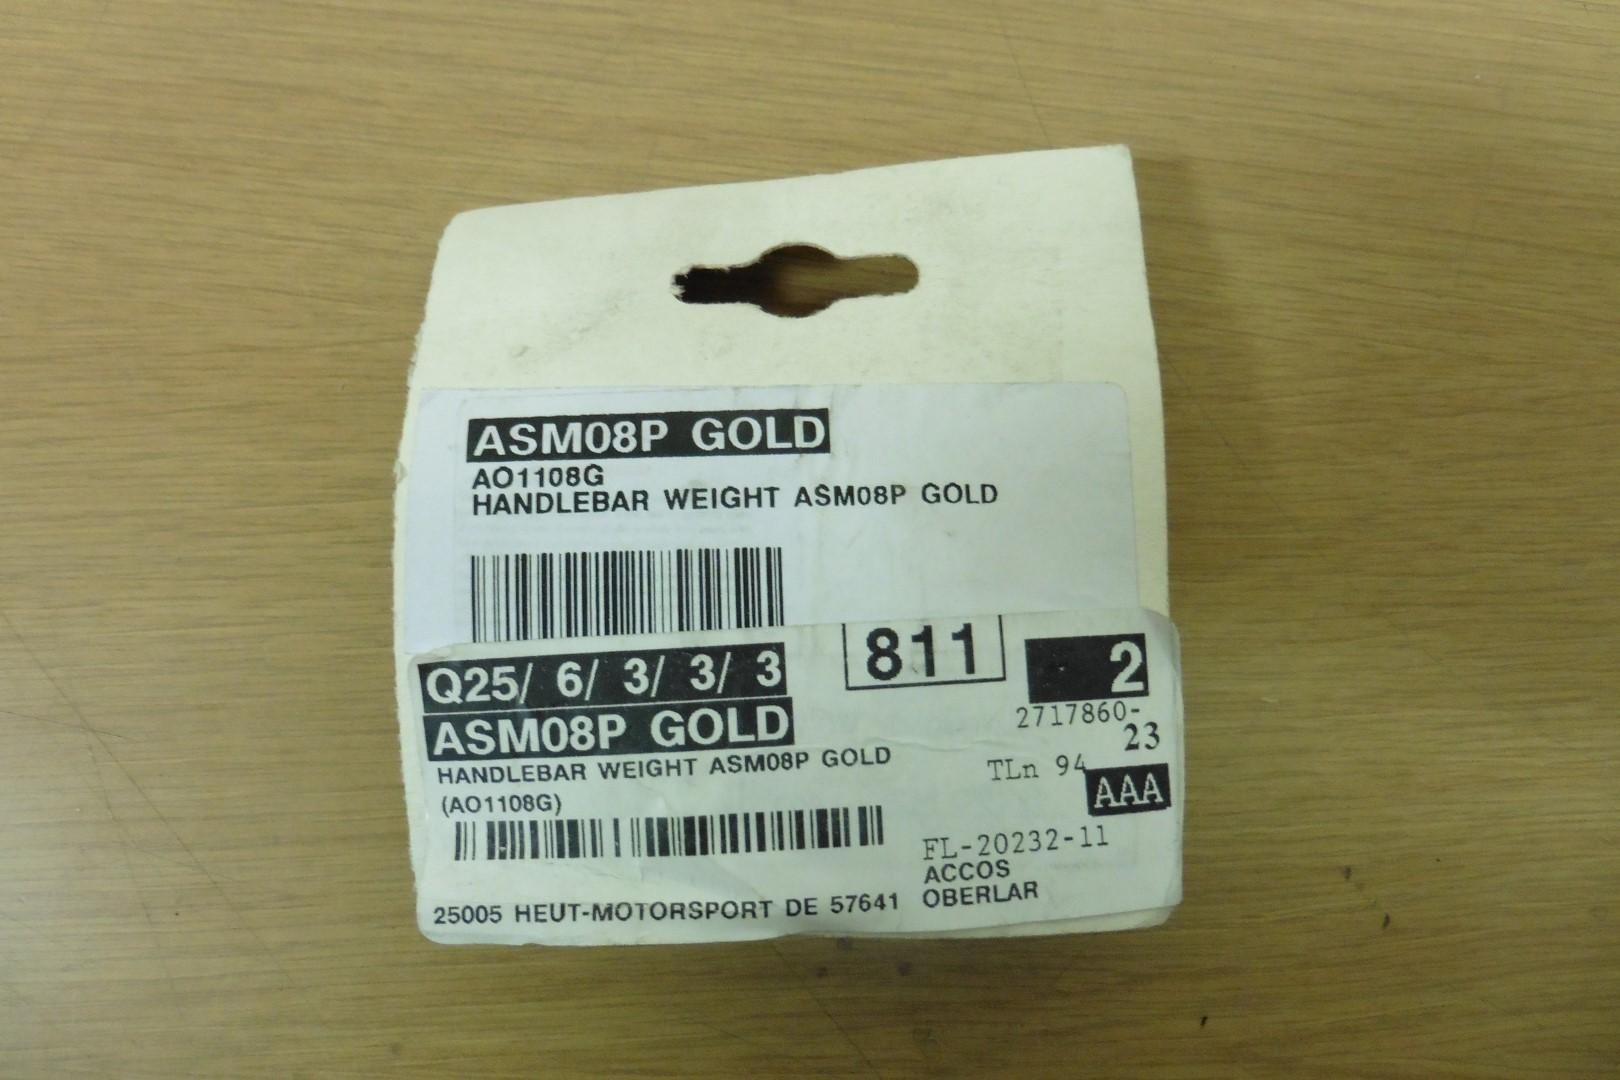 ASM08P GOLD
AO1108G
HANDLEBAR WEIGHT ASM08P GOLD
Q25/ 6/ 3/ 3/ 3
811
2
ASM08P GOLD
2717860-
23
HANDLEBAR WEIGHT ASM08P GOLD
TLn 94
AAA
(AO1108G)
FL-20232-11
ACCOS
OBERLAR
25005 HEUT-MOTORSPORT DE 57641